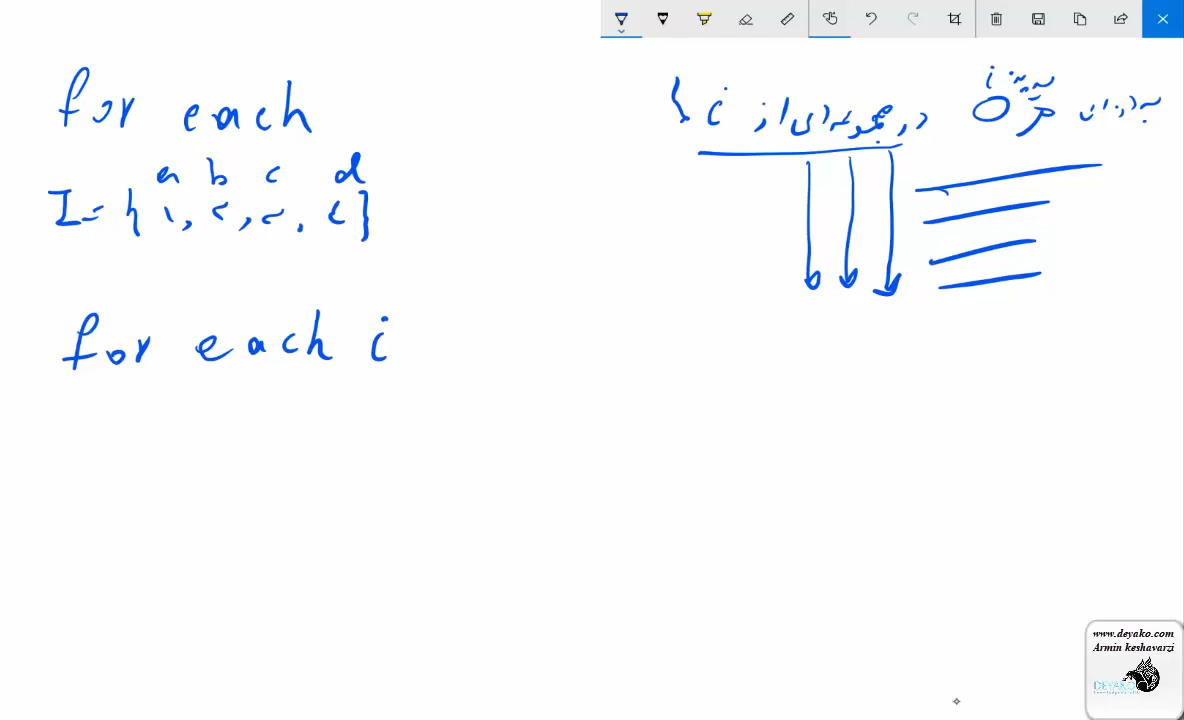 for each
a b c d
I = { ۱, ۲, ۳, ۴ }
for each i
به ازای هر
i
در مجموعه ای از i }
www.deyako.com
Armin keshavarzi
DEYAKO